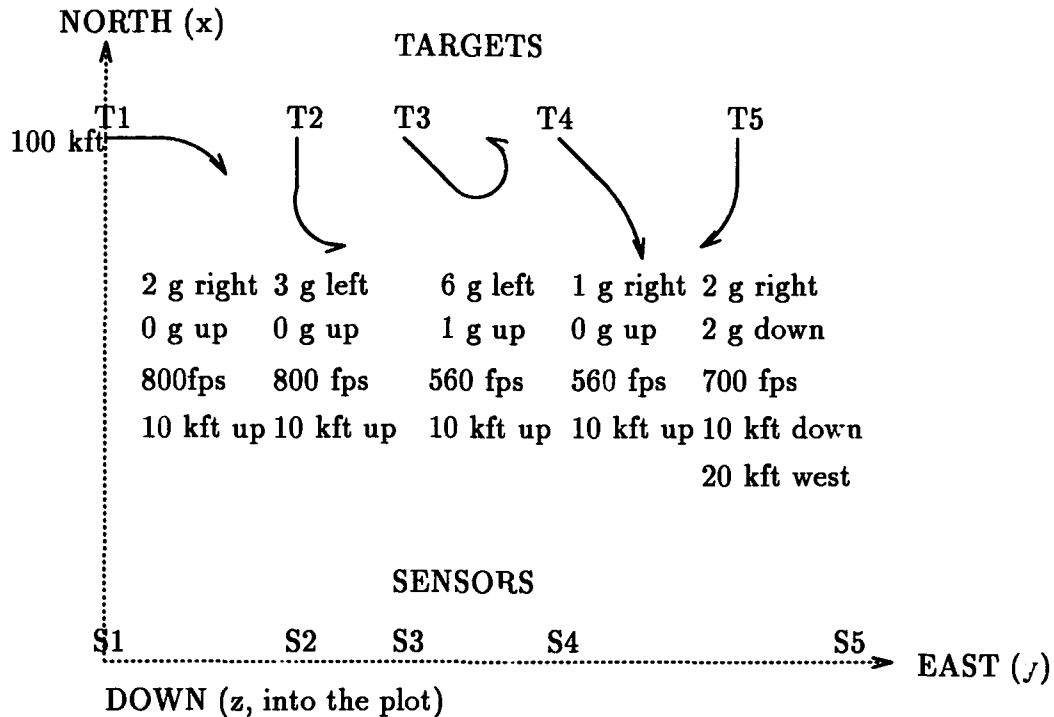 NORTH (x)
TARGETS
T1 T2 T3 T4 T5
100 kft
2 g right 3 g left 6 g left 1 g right 2 g right
0 g up 0 g up 1 g up 0 g up 2 g down
800fps 800 fps 560 fps 560 fps 700 fps
10 kft up 10 kft up 10 kft up 10 kft up 10 kft down
20 kft west
SENSORS
S1 S2 S3 S4 S5
EAST (y)
DOWN (z, into the plot)